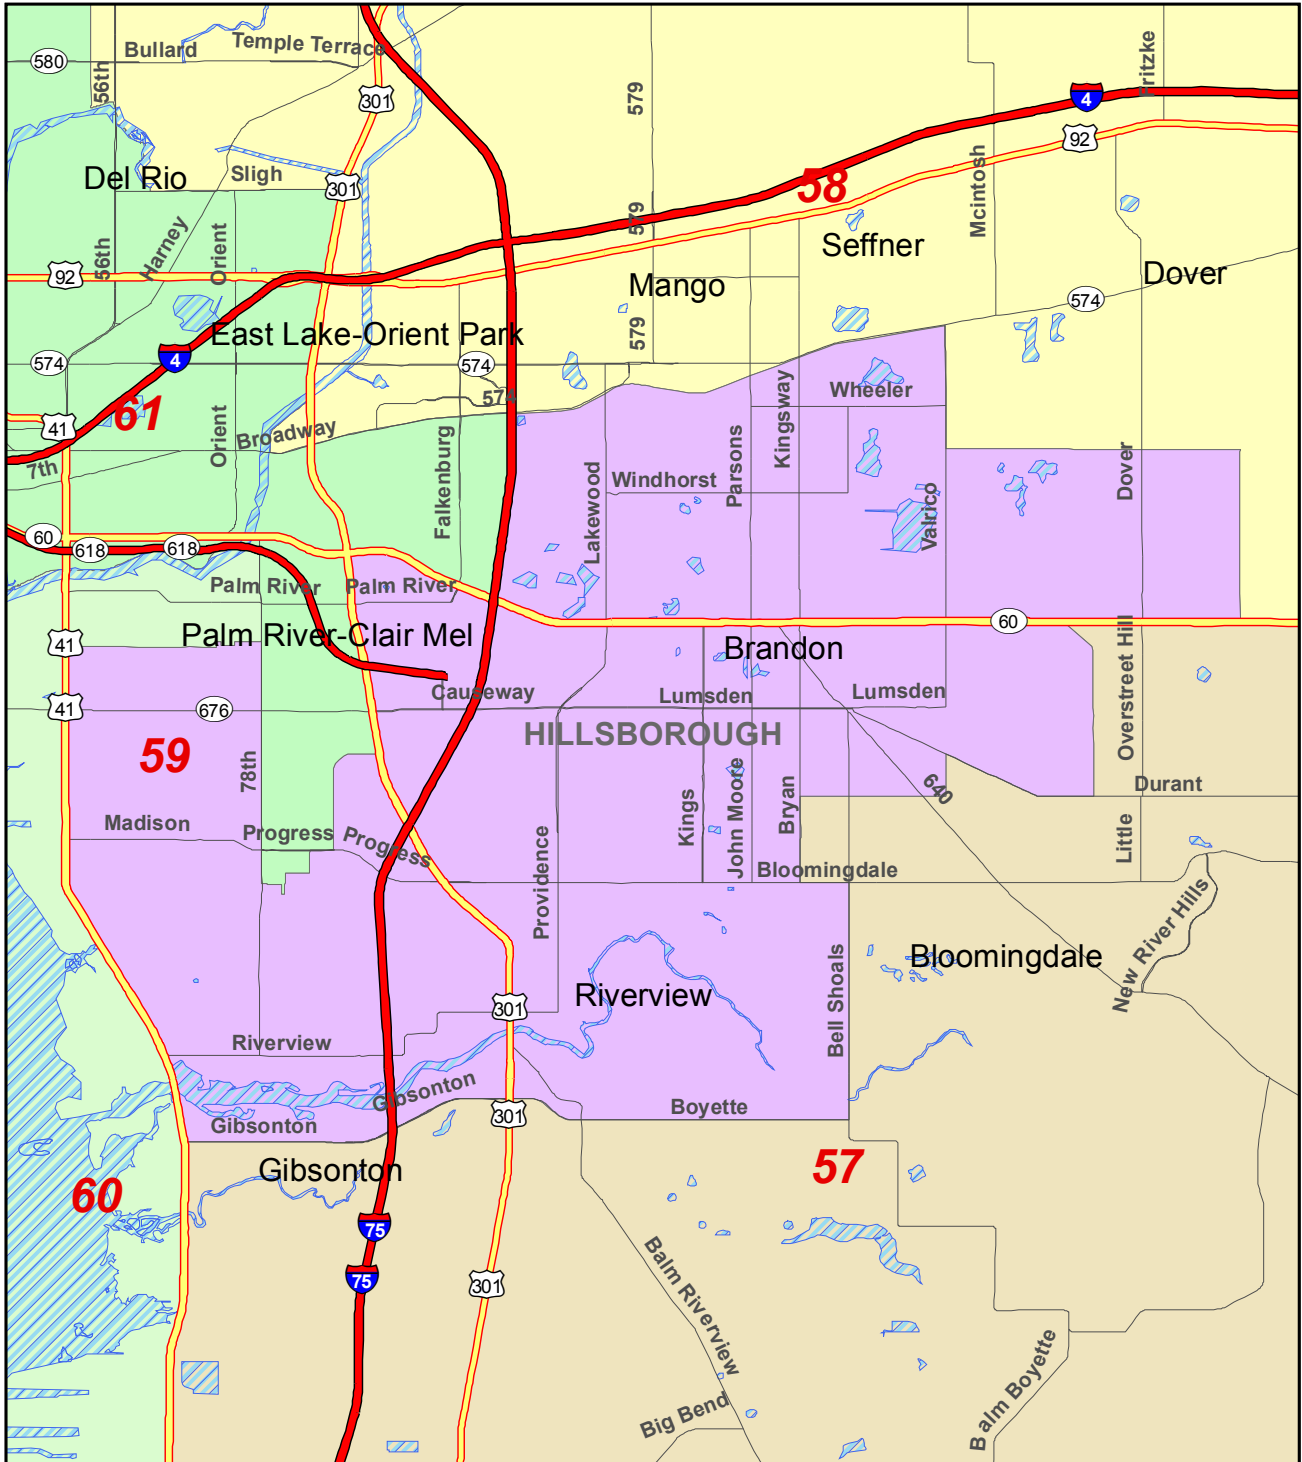 Bullard
Temple Terrace
580
56th
301
579
Fritzke
4
92
Del Rio
Sligh
301
58
Mcintosh
579
Harney
Orient
56th
92
Seffner
Mango
Dover
574
East Lake-Orient Park
579
574
4
574
574
Wheeler
Kingsway
61
41
Orient
Broadway
7th
Falkenburg
Lakewood
Windhorst
Parsons
Dover
Valrico
60
618
618
Palm River
Palm River
Palm River-Clair Mel
41
60
Brandon
Overstreet Hill
Causeway
Lumsden
Lumsden
41
676
HILLSBOROUGH
59
78th
640
Durant
Madison
Progress
Progress
Kings
John Moore
Bryan
Little
Bloomingdale
Providence
New River Hills
Bloomingdale
Riverview
Bell Shoals
301
Riverview
Gibsonton
Boyette
301
Gibsonton
Gibsonton
57
60
75
75
301
Balm Riverview
Big Bend
Balm Boyette